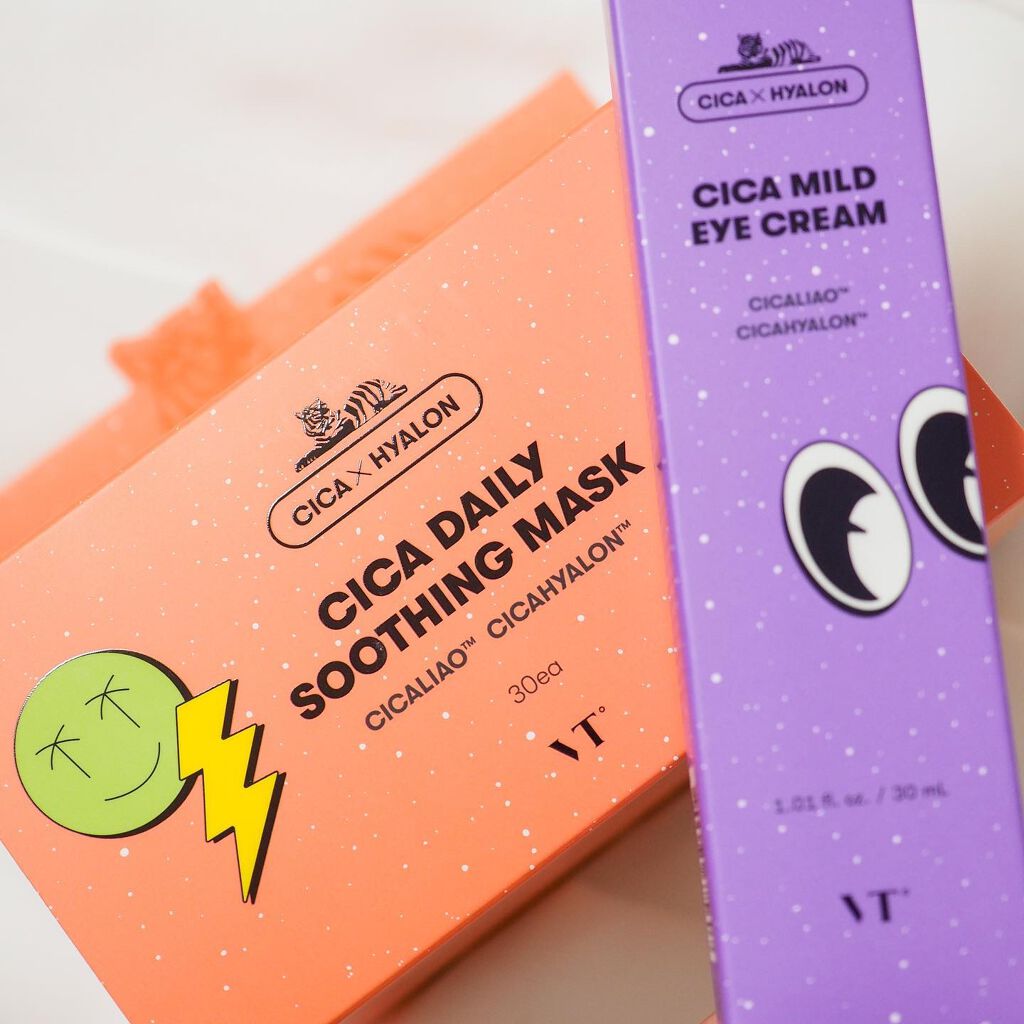 CICA × HYALON
CICA DAILY
SOOTHING MASK
CICALIAO™ CICAHYALON™
30ea
VT°
CICA × HYALON
CICA MILD
EYE CREAM
CICALIAO™
CICAHYALON™
1.01 fl. oz. / 30 mL
VT°